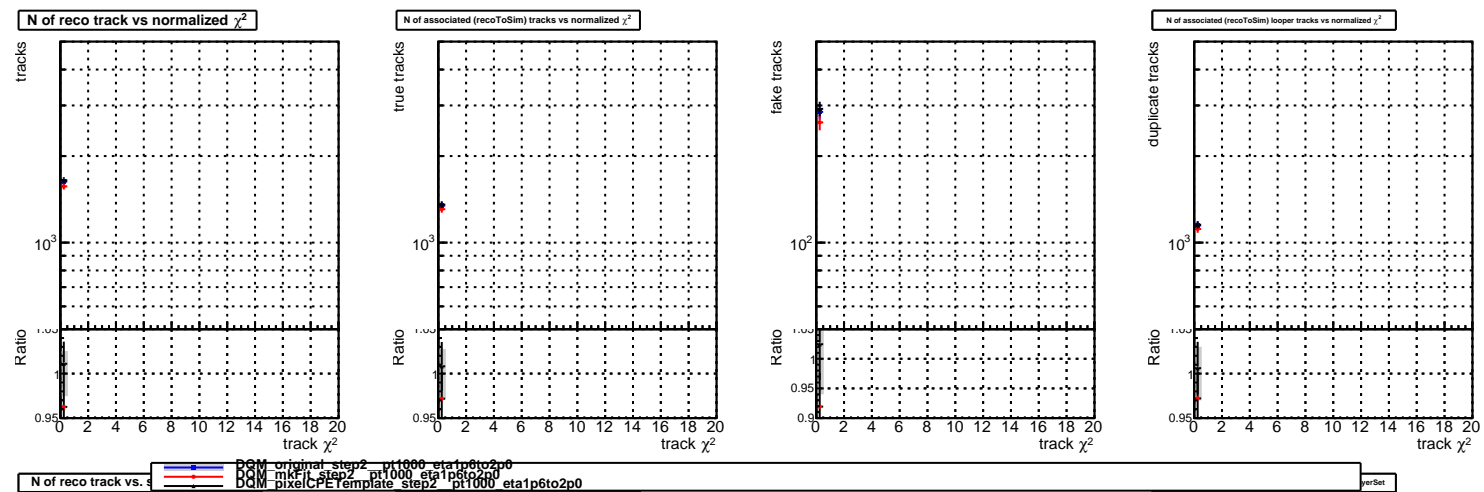 N of reco track vs normalized χ²
N of associated (recoToSim) tracks vs normalized χ²
N of associated (recoToSim) looper tracks vs normalized χ²
tracks
10³
Ratio
1
0.95
0 2 4 6 8 10 12 14 16 18 20
track χ²
true tracks
10³
Ratio
1
0.95
0 2 4 6 8 10 12 14 16 18 20
track χ²
fake tracks
10²
Ratio
1
0.95
0.9
0 2 4 6 8 10 12 14 16 18 20
track χ²
duplicate tracks
10³
Ratio
1
0.95
0 2 4 6 8 10 12 14 16 18 20
track χ²
DQM_original_step2__pt1000_eta1p6to2p0
DQM_mkFit_step2__pt1000_eta1p6to2p0
DQM_pixelCPETemplate_step2__pt1000_eta1p6to2p0
N of reco track vs.